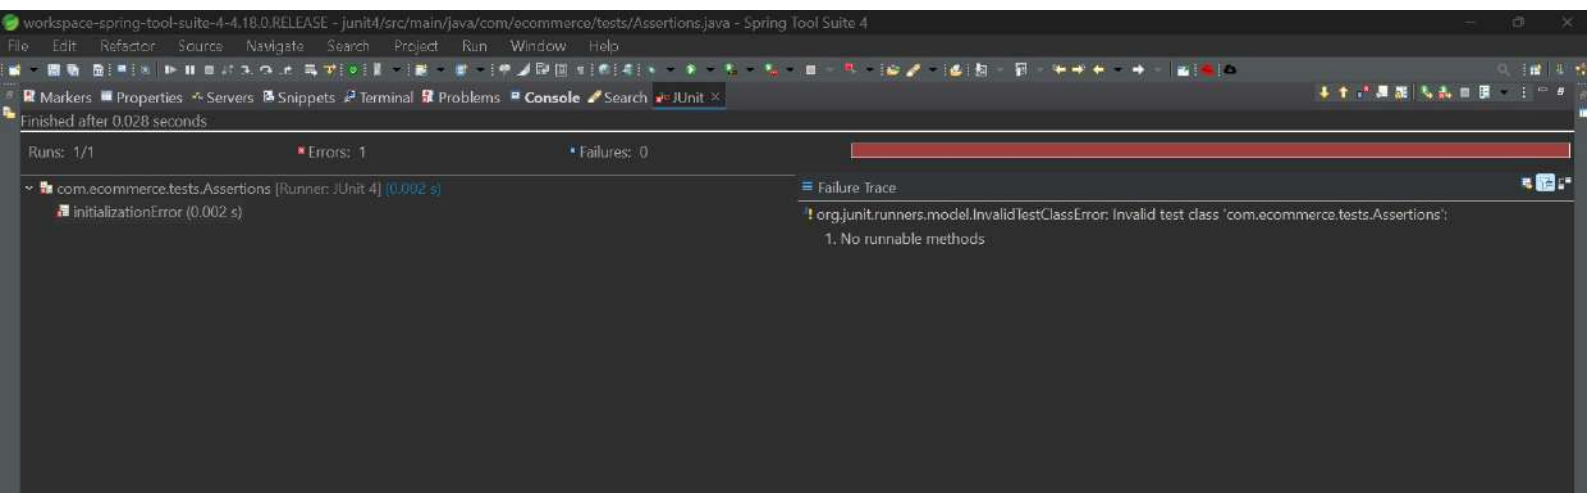 workspace-spring-tool-suite-4-4.18.0.RELEASE - junit4/src/main/java/com/ecommerce/tests/Assertions.java - Spring Tool Suite 4
File Edit Refactor Source Navigate Search Project Run Window Help
Markers Properties Servers Snippets Terminal Problems Console Search JUnit
Finished after 0.028 seconds
Runs: 1/1 Errors: 1 Failures: 0
com.ecommerce.tests.Assertions [Runner: JUnit 4] (0.002 s)
initializationError (0.002 s)
Failure Trace
org.junit.runners.model.InvalidTestClassError: Invalid test class 'com.ecommerce.tests.Assertions':
1. No runnable methods